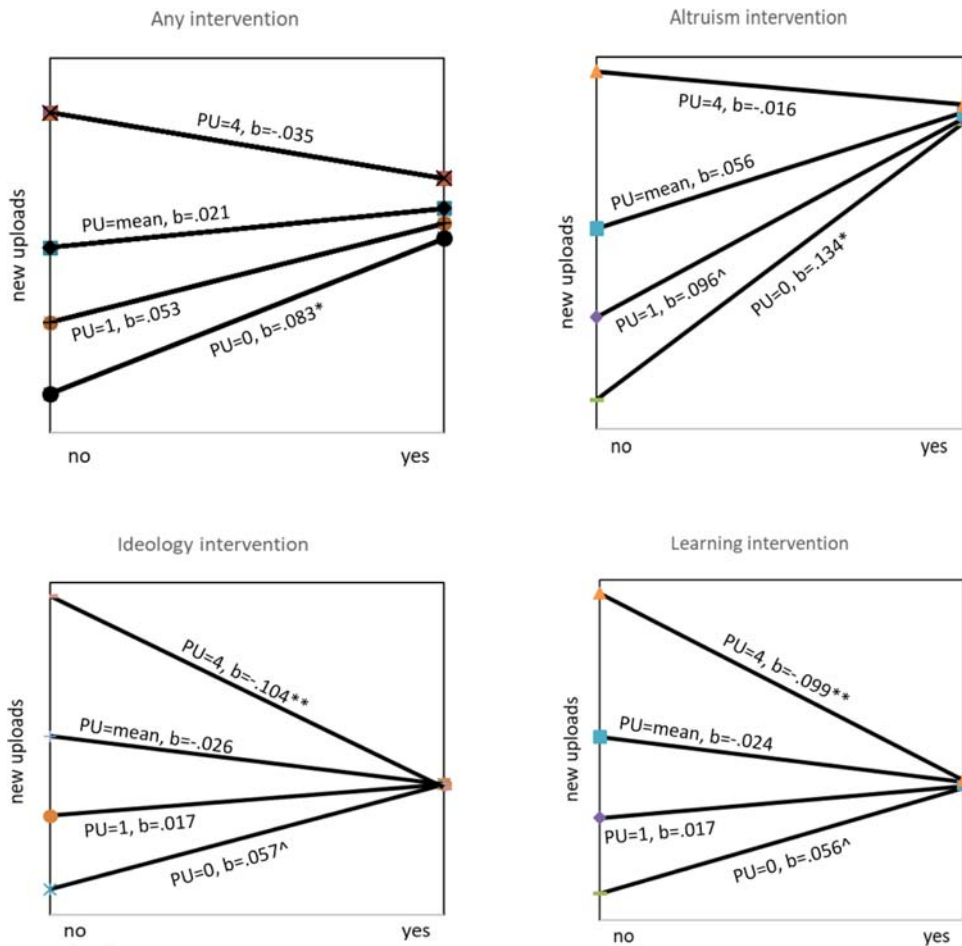 Any intervention
new uploads
PU=4, b=-.035
PU=mean, b=.021
PU=1, b=.053
PU=0, b=.083*
no
yes
Altruism intervention
new uploads
PU=4, b=-.016
PU=mean, b=.056
PU=1, b=.096^
PU=0, b=.134*
no
yes
Ideology intervention
new uploads
PU=4, b=-.104**
PU=mean, b=-.026
PU=1, b=.017
PU=0, b=.057^
no
yes
Learning intervention
new uploads
PU=4, b=-.099**
PU=mean, b=-.024
PU=1, b=.017
PU=0, b=.056^
no
yes